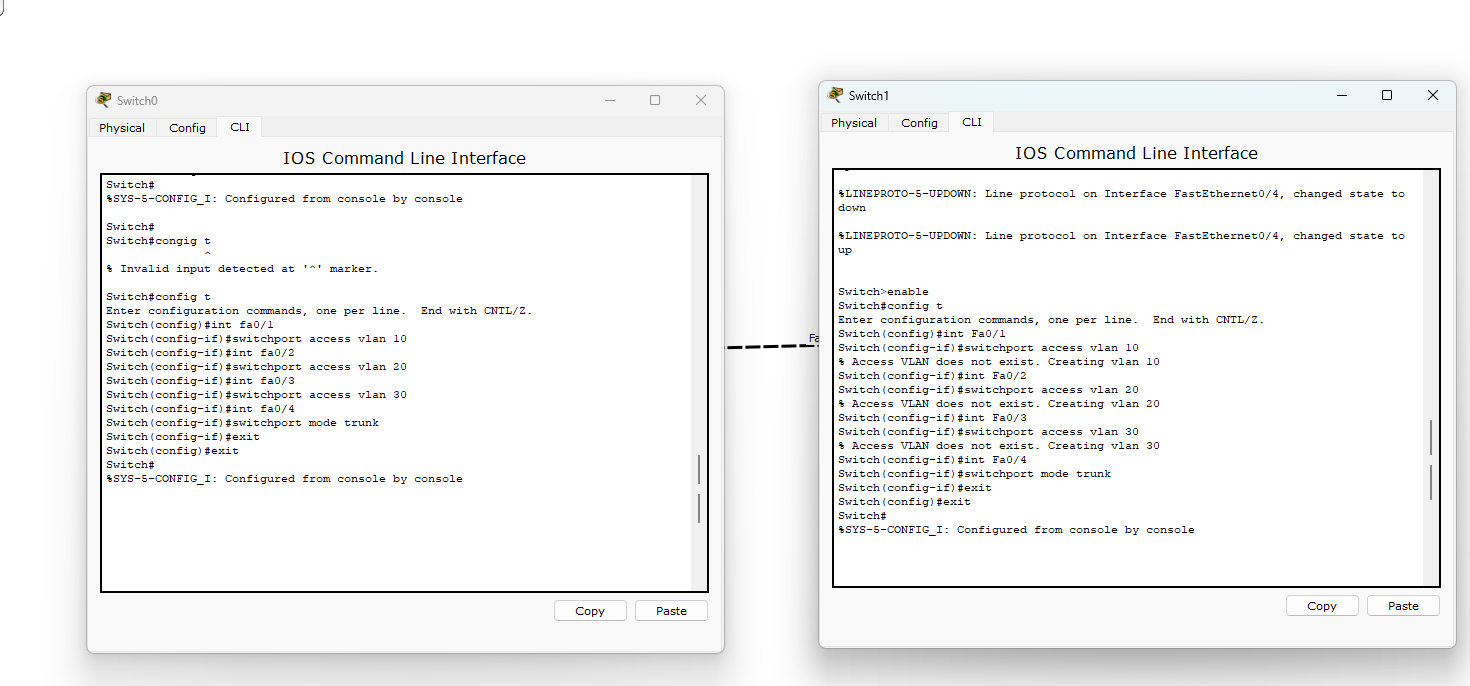 Switch0
Physical Config CLI
IOS Command Line Interface
Switch#
%SYS-5-CONFIG_I: Configured from console by console
Switch#
Switch#congig t
^
% Invalid input detected at '^' marker.
Switch#config t
Enter configuration commands, one per line.  End with CNTL/Z.
Switch(config)#int fa0/1
Switch(config-if)#switchport access vlan 10
Switch(config-if)#int fa0/2
Switch(config-if)#switchport access vlan 20
Switch(config-if)#int fa0/3
Switch(config-if)#switchport access vlan 30
Switch(config-if)#int fa0/4
Switch(config-if)#switchport mode trunk
Switch(config-if)#exit
Switch(config)#exit
Switch#
%SYS-5-CONFIG_I: Configured from console by console
Copy Paste
Fa
Switch1
Physical Config CLI
IOS Command Line Interface
%LINEPROTO-5-UPDOWN: Line protocol on Interface FastEthernet0/4, changed state to
down
%LINEPROTO-5-UPDOWN: Line protocol on Interface FastEthernet0/4, changed state to
up
Switch>enable
Switch#config t
Enter configuration commands, one per line.  End with CNTL/Z.
Switch(config)#int Fa0/1
Switch(config-if)#switchport access vlan 10
% Access VLAN does not exist. Creating vlan 10
Switch(config-if)#int Fa0/2
Switch(config-if)#switchport access vlan 20
% Access VLAN does not exist. Creating vlan 20
Switch(config-if)#int Fa0/3
Switch(config-if)#switchport access vlan 30
% Access VLAN does not exist. Creating vlan 30
Switch(config-if)#int Fa0/4
Switch(config-if)#switchport mode trunk
Switch(config-if)#exit
Switch(config)#exit
Switch#
%SYS-5-CONFIG_I: Configured from console by console
Copy Paste